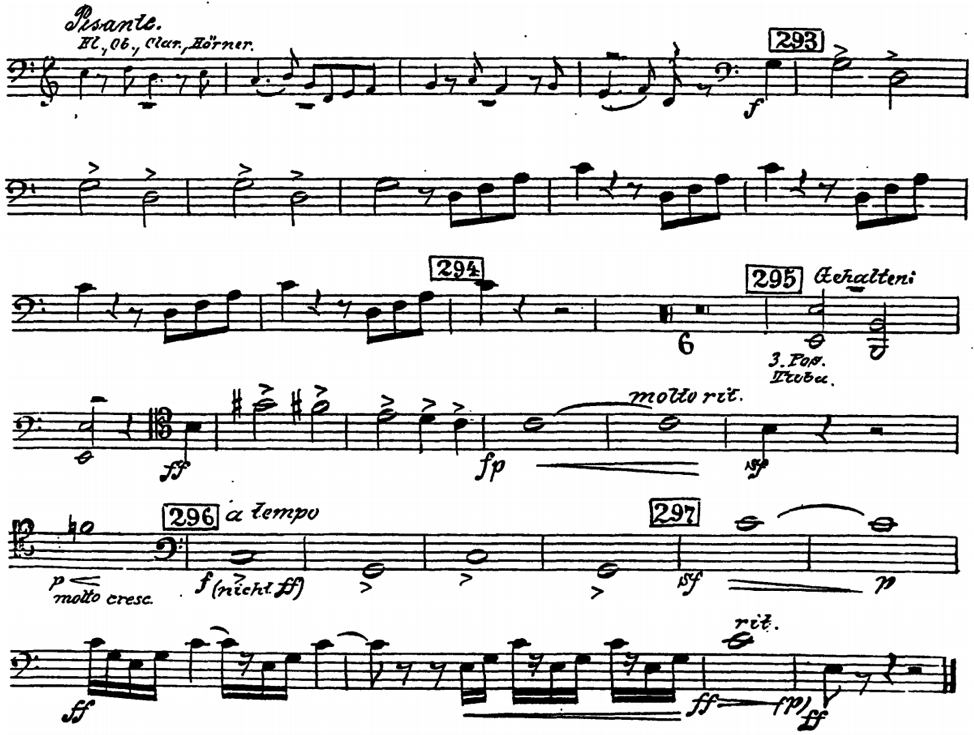 Pesante.
Fl., Ob., Clar., Hörner.
293
f
294
295 Gehalten!
6
3. Pos.
Tuba.
molto rit.
ff fp sf
296 a tempo 297
p f (nicht ff) sf p
molto cresc.
rit.
ff ff (p) ff